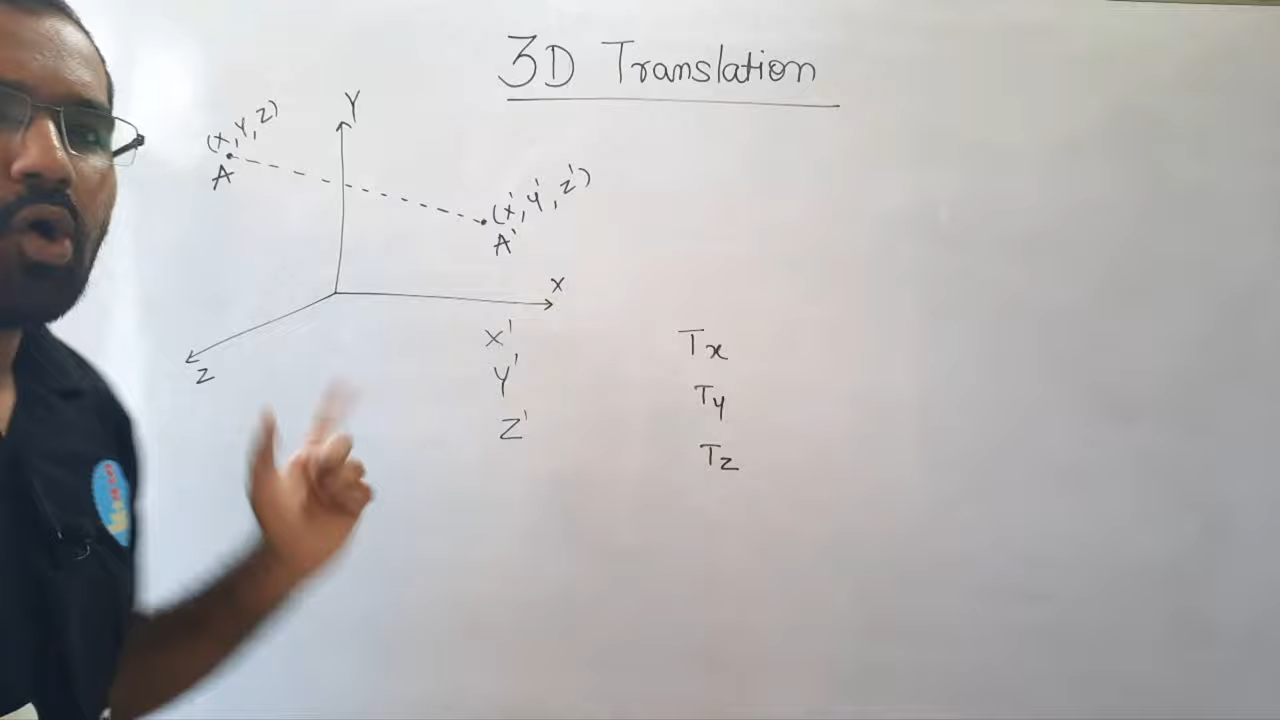 3D Translation
Y
(X, Y, Z)
A
(X', Y', Z')
A'
X
Z
X'
Y'
Z'
Tx
Ty
Tz